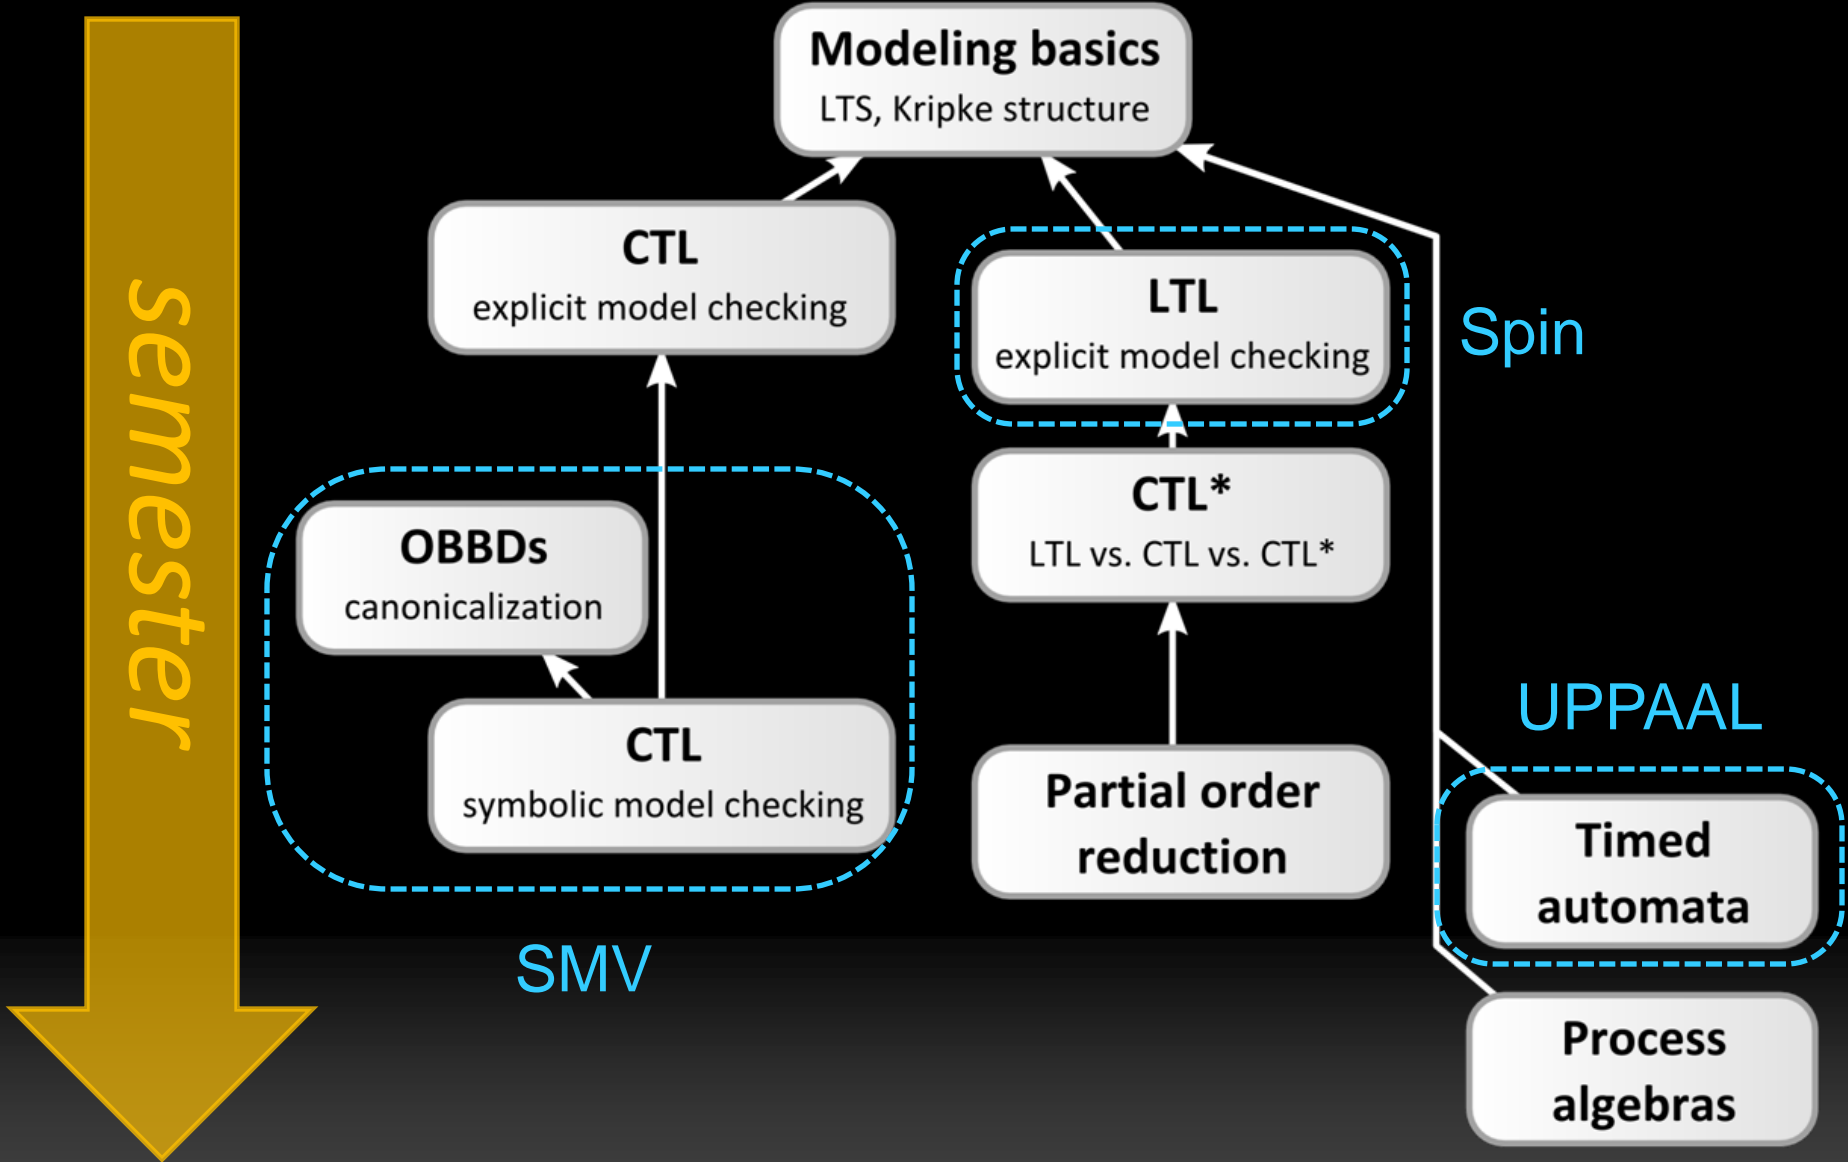 Modeling basics
LTS, Kripke structure
semester
CTL
explicit model checking
LTL
explicit model checking
Spin
OBBDs
canonicalization
CTL*
LTL vs. CTL vs. CTL*
CTL
symbolic model checking
Partial order
reduction
UPPAAL
Timed
automata
SMV
Process
algebras